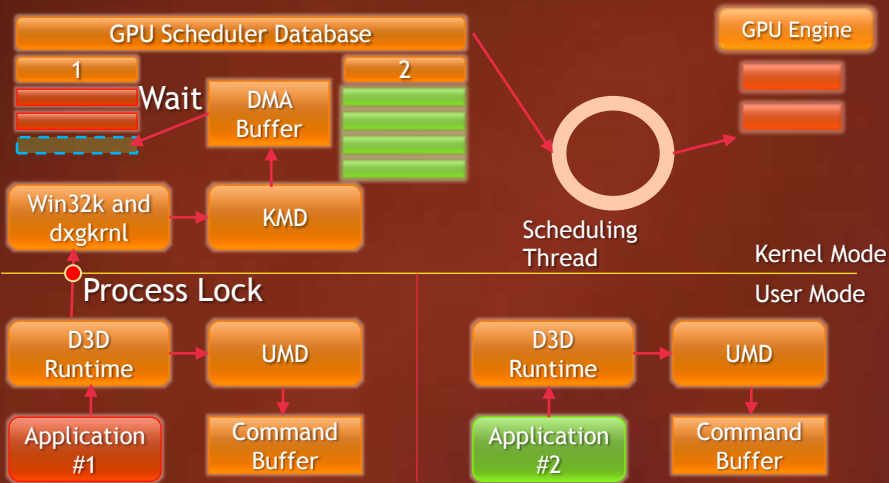 GPU Scheduler Database
GPU Engine
1
2
Wait
DMA
Buffer
Win32k and
dxgkrnl
KMD
Scheduling
Thread
Kernel Mode
Process Lock
User Mode
D3D
Runtime
UMD
D3D
Runtime
UMD
Application
#1
Command
Buffer
Application
#2
Command
Buffer